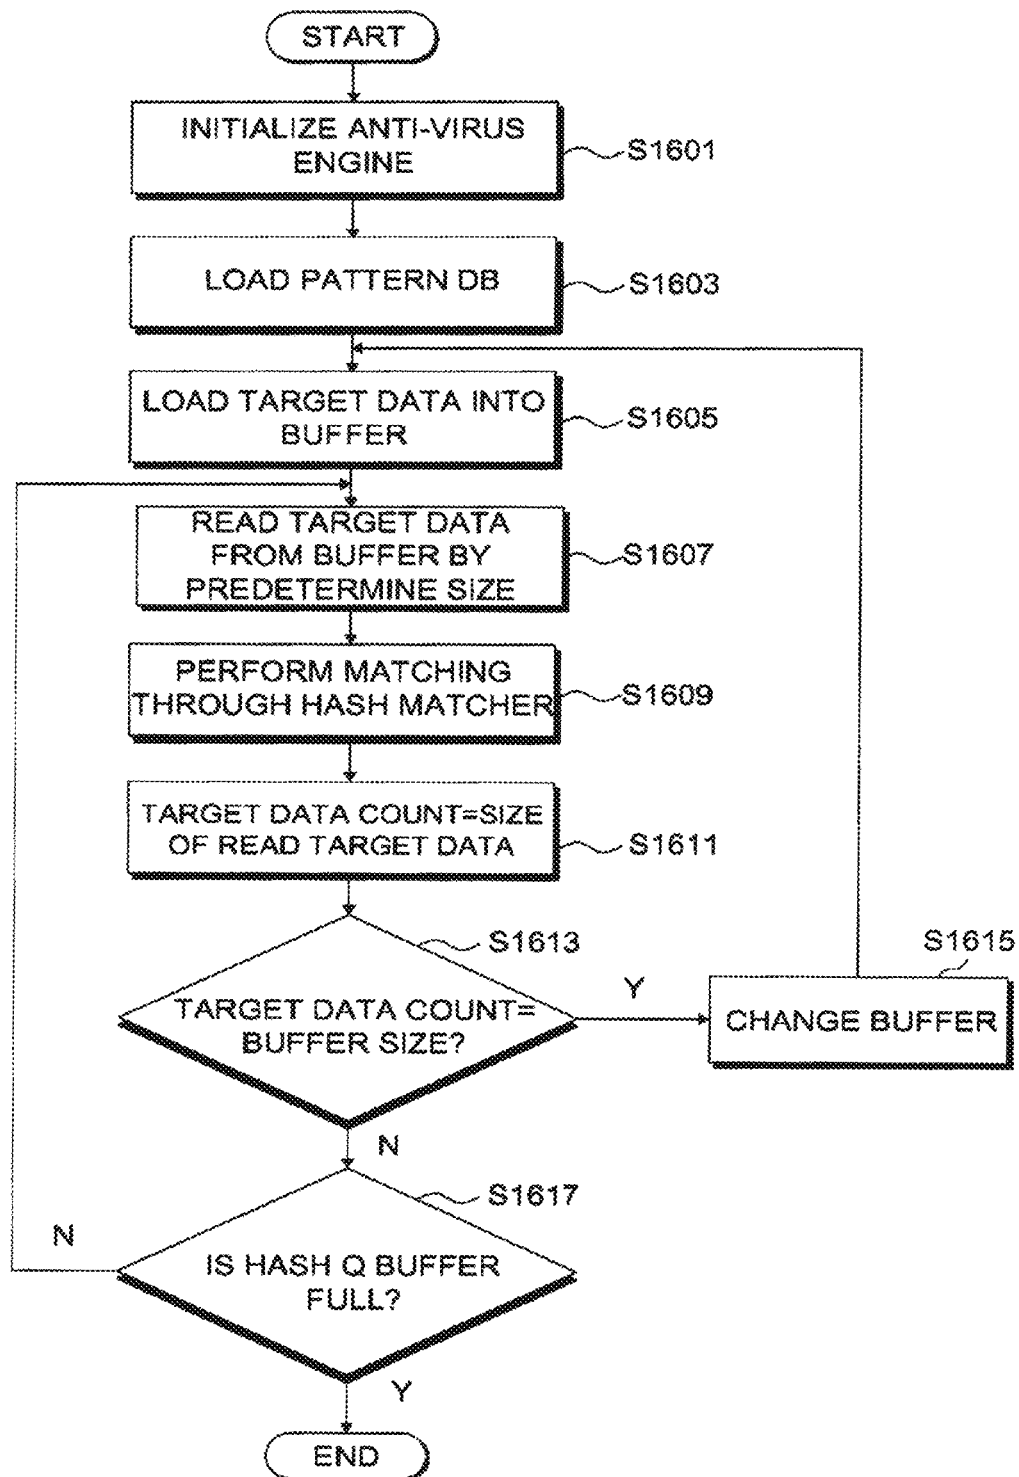 START
INITIALIZE ANTI-VIRUS
ENGINE
S1601
LOAD PATTERN DB
S1603
LOAD TARGET DATA INTO
BUFFER
S1605
READ TARGET DATA
FROM BUFFER BY
PREDETERMINE SIZE
S1607
PERFORM MATCHING
THROUGH HASH MATCHER
S1609
TARGET DATA COUNT=SIZE
OF READ TARGET DATA
S1611
S1613
TARGET DATA COUNT=
BUFFER SIZE?
Y
S1615
CHANGE BUFFER
N
S1617
IS HASH Q BUFFER
FULL?
N
Y
END